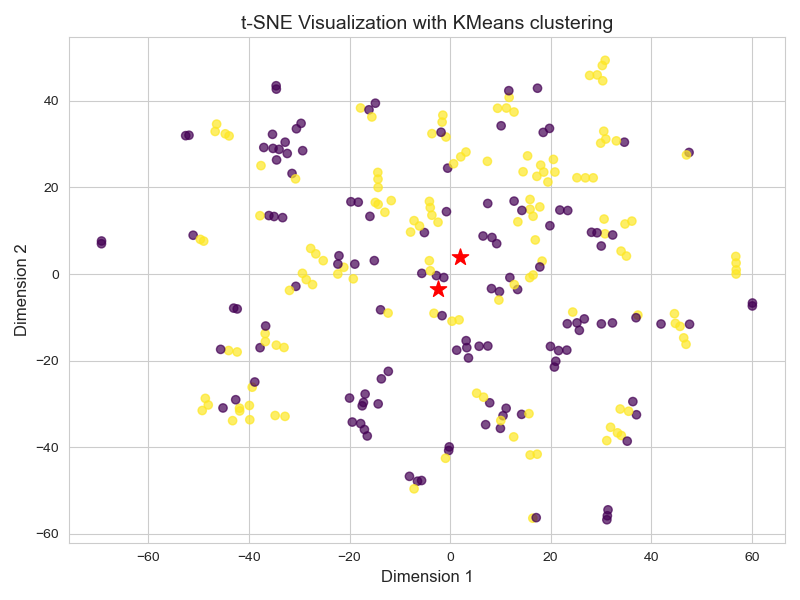 t-SNE Visualization with KMeans clustering
40
20
0
−20
−40
−60
Dimension 2
−60 −40 −20 0 20 40 60
Dimension 1